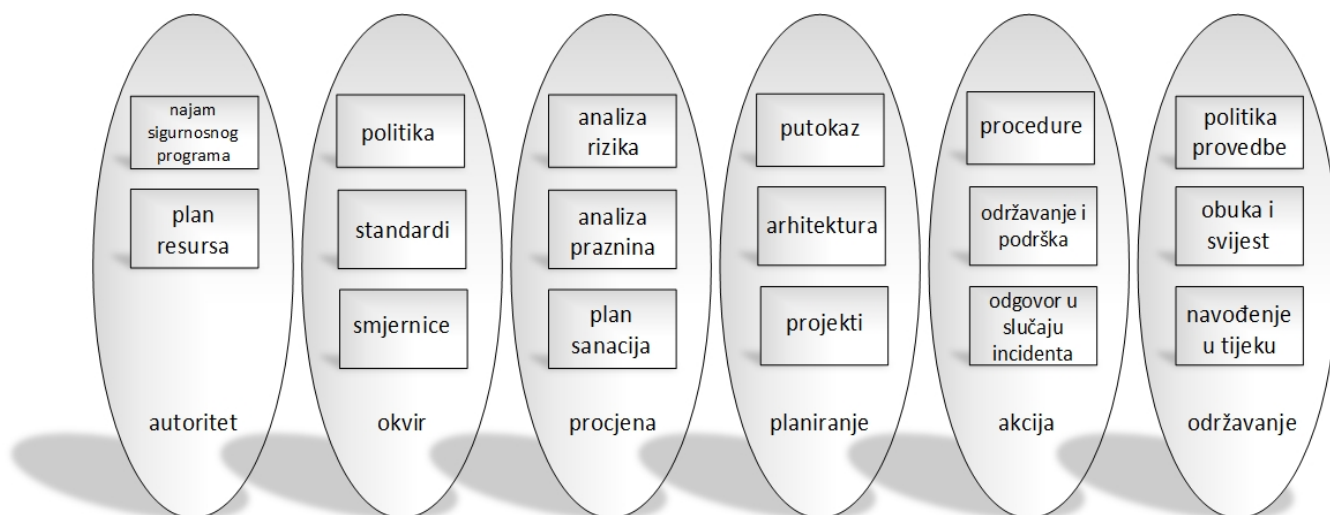 najam
sigurnosnog
programa
plan
resursa
autoritet
politika
standardi
smjernice
okvir
analiza
rizika
analiza
praznina
plan
sanacija
procjena
putokaz
arhitektura
projekti
planiranje
procedure
održavanje i
podrška
odgovor u
slučaju
incidenta
akcija
politika
provedbe
obuka i
svijest
navođenje
u tijeku
održavanje